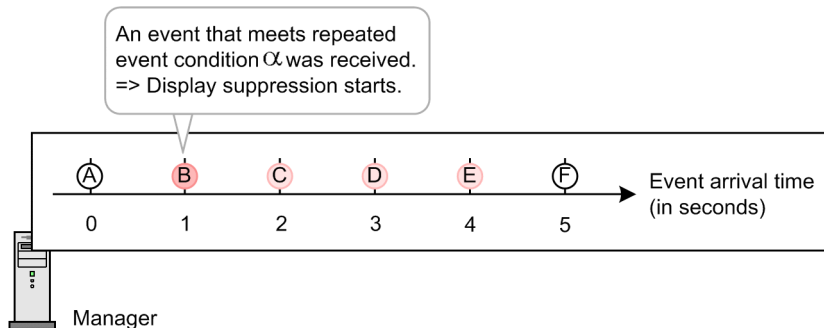 An event that meets repeated
event condition α was received.
=> Display suppression starts.
A B C D E F
Event arrival time
(in seconds)
0 1 2 3 4 5
Manager